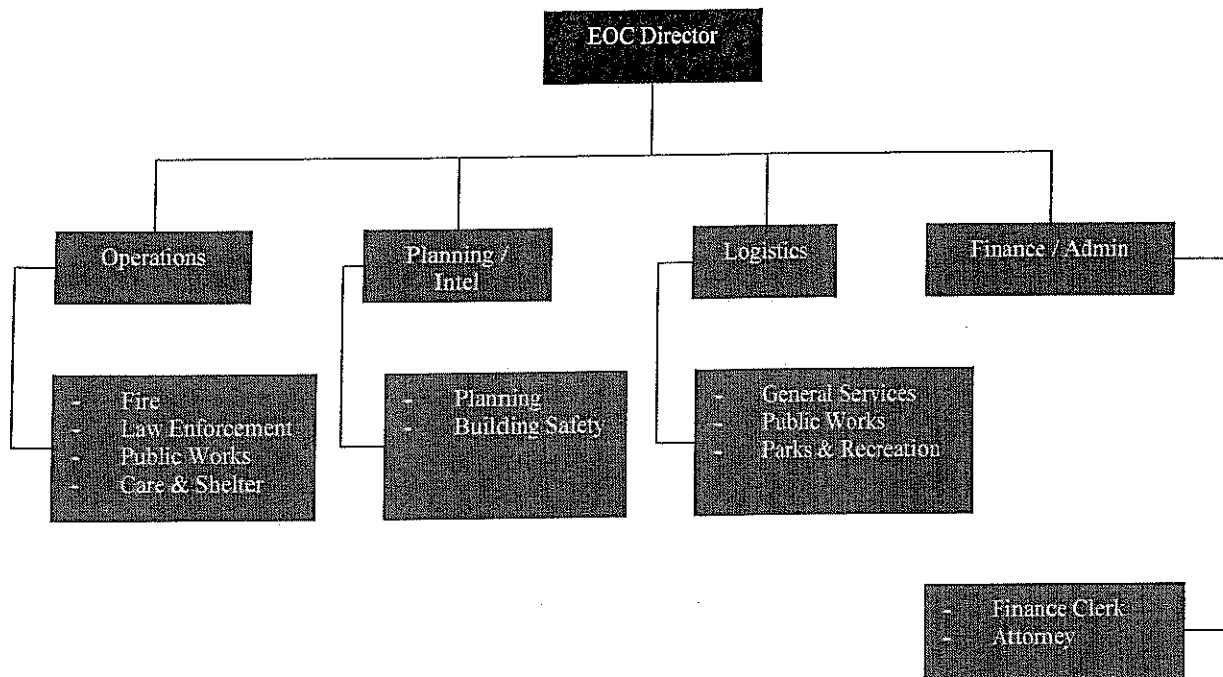 EOC Director
Operations
Planning /
Intel
Logistics
Finance / Admin
- Fire
- Law Enforcement
- Public Works
- Care & Shelter
- Planning
- Building Safety
- General Services
- Public Works
- Parks & Recreation
- Finance Clerk
- Attorney